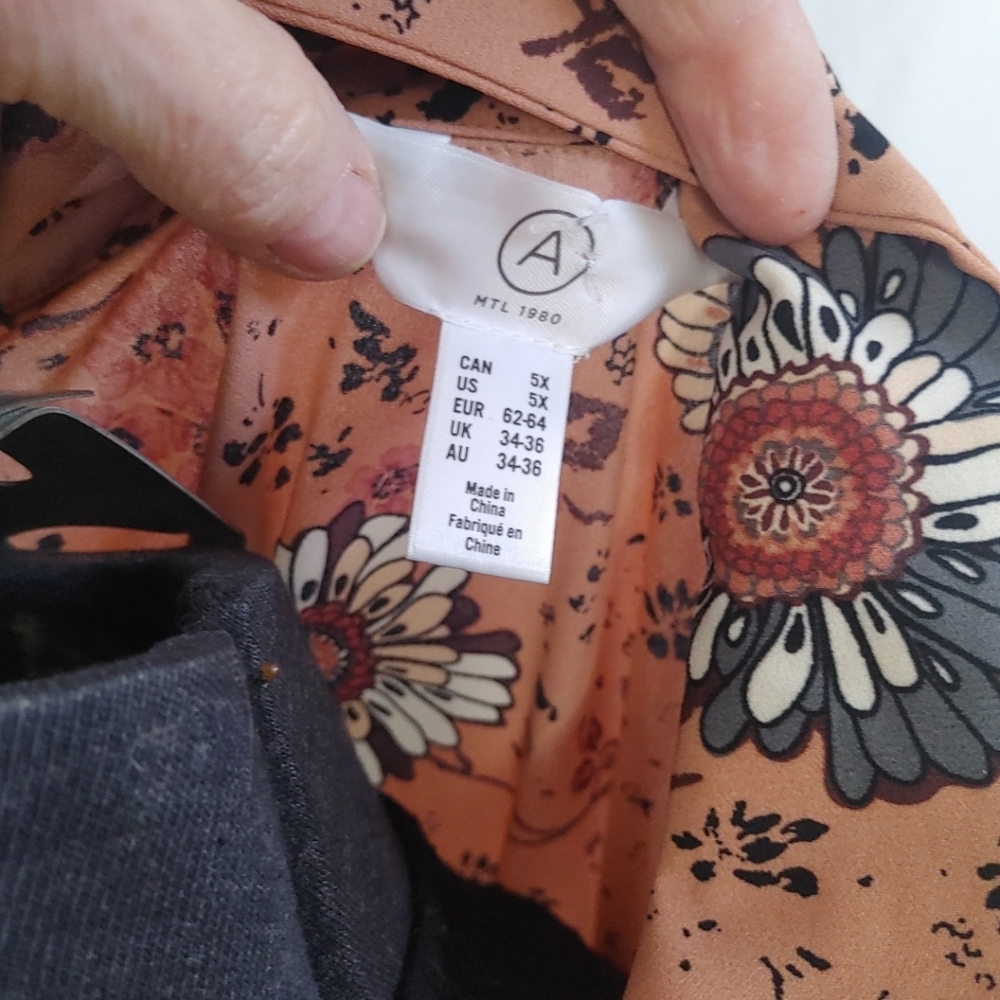 A
MTL 1980
CAN 5X
US 5X
EUR 62-64
UK 34-36
AU 34-36
Made in
China
Fabriqué en
Chine